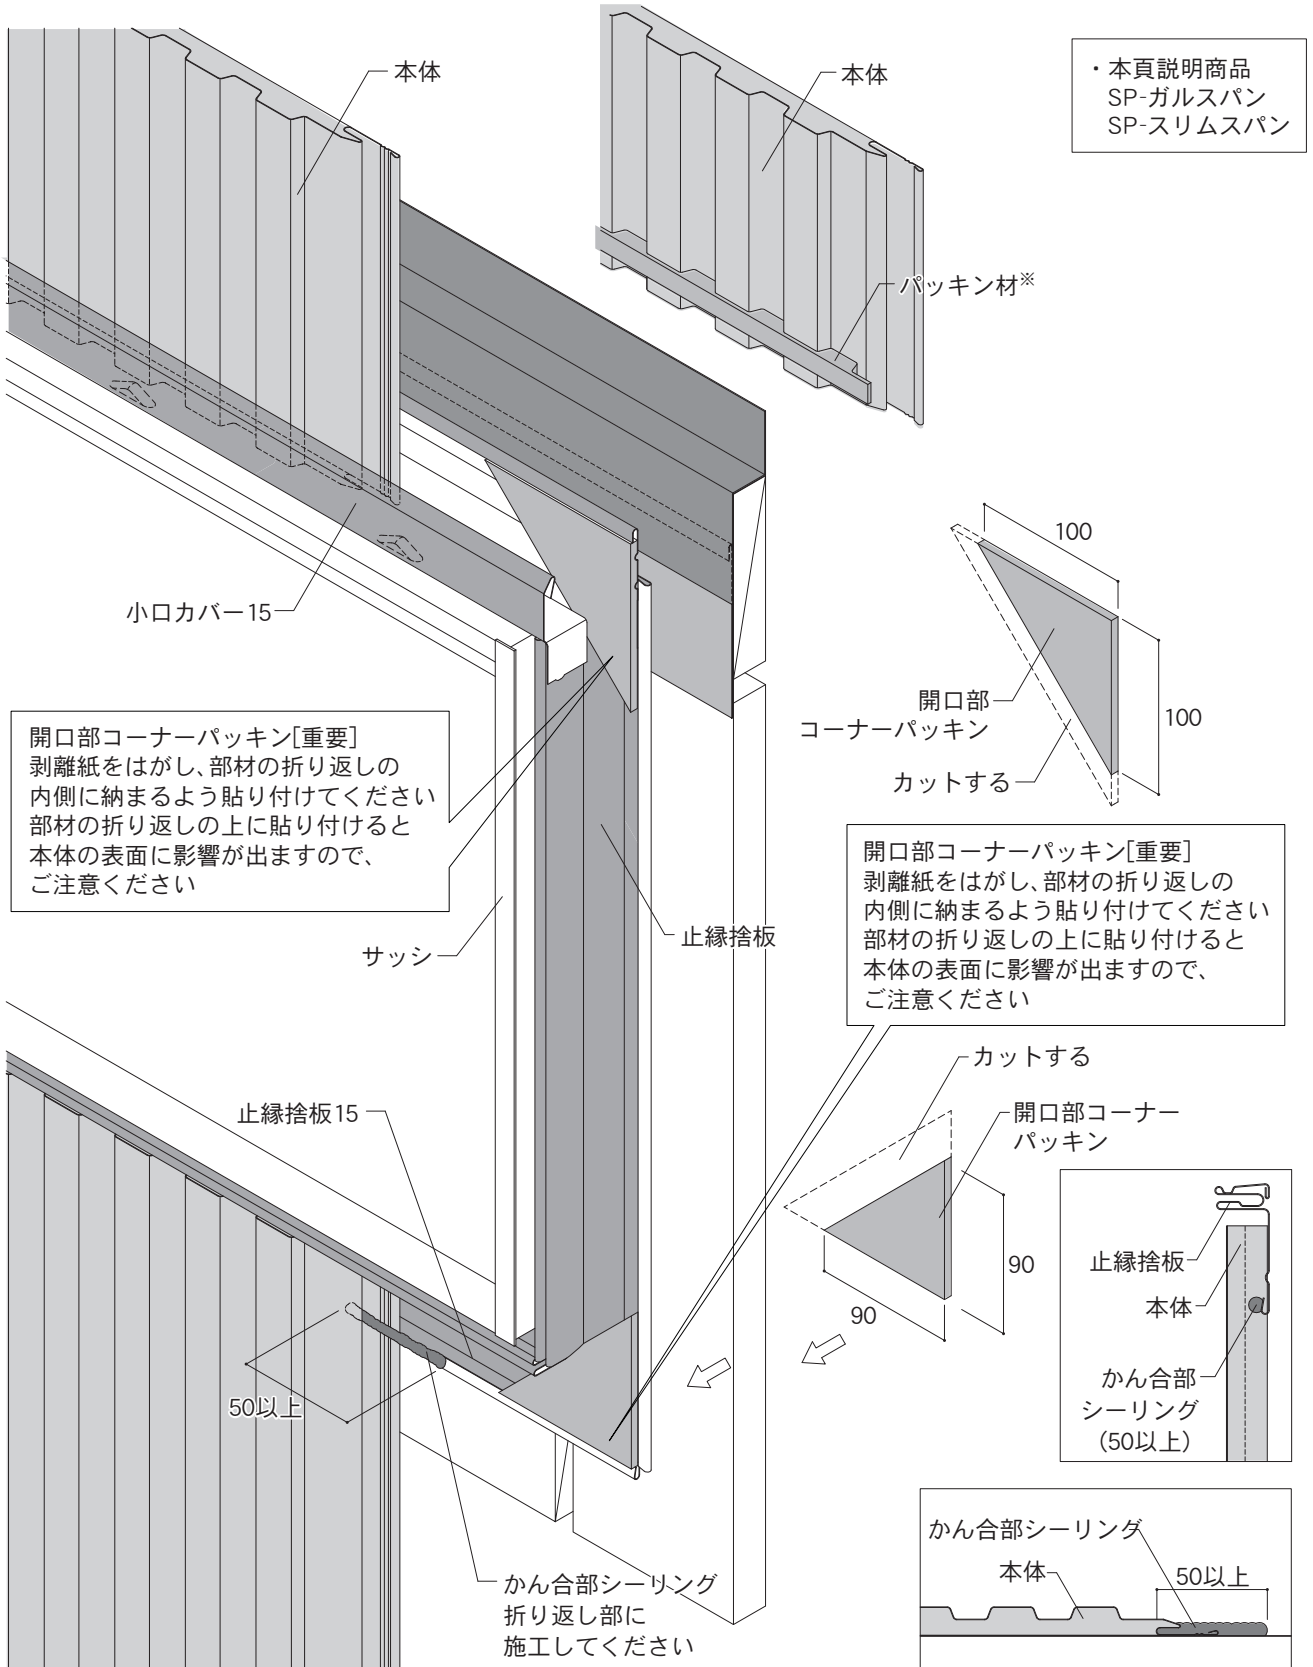 本体
本体
・本頁説明商品
SP-ガルスパン
SP-スリムスパン
パッキン材※
小口カバー15
100
100
開口部
コーナーパッキン
カットする
開口部コーナーパッキン[重要]
剥離紙をはがし、部材の折り返しの
内側に納まるよう貼り付けてください
部材の折り返しの上に貼り付けると
本体の表面に影響が出ますので、
ご注意ください
サッシ
止縁捨板
開口部コーナーパッキン[重要]
剥離紙をはがし、部材の折り返しの
内側に納まるよう貼り付けてください
部材の折り返しの上に貼り付けると
本体の表面に影響が出ますので、
ご注意ください
カットする
開口部コーナー
パッキン
90
90
止縁捨板15
50以上
止縁捨板
本体
かん合部
シーリング
(50以上)
かん合部シーリング
折り返し部に
施工してください
かん合部シーリング
本体
50以上